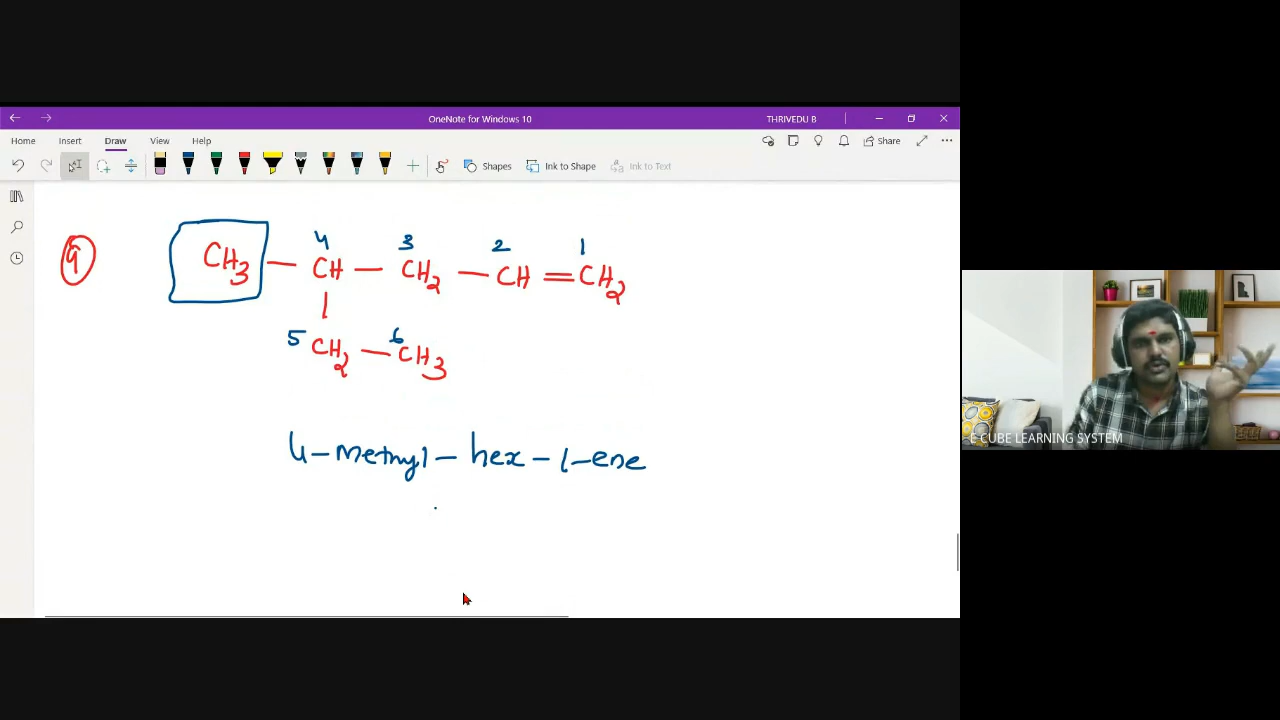 OneNote for Windows 10
THRIVEDU B
Home Insert Draw View Help
Share
Shapes Ink to Shape Ink to Text
9
4 3 2 1
CH3 — CH — CH2 — CH = CH2
|
5 6
CH2 — CH3
4-methyl-hex-1-ene
E CUBE LEARNING SYSTEM